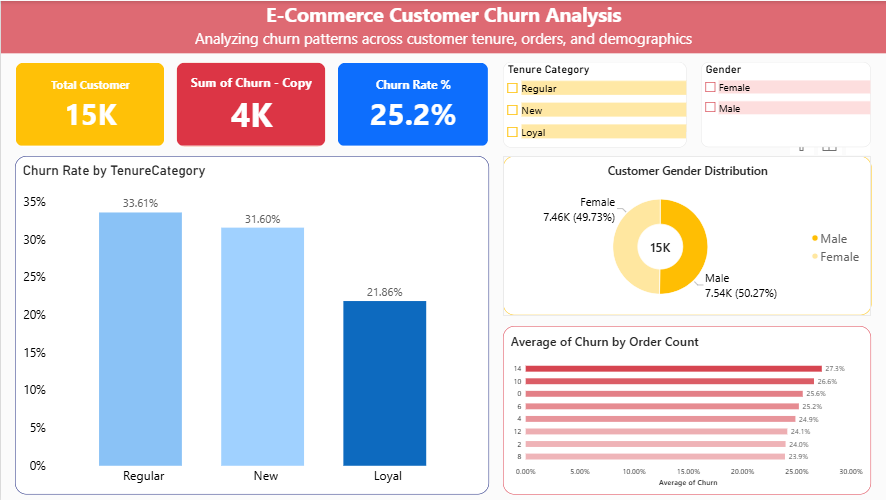 E-Commerce Customer Churn Analysis
Analyzing churn patterns across customer tenure, orders, and demographics
Total Customer
15K
Sum of Churn - Copy
4K
Churn Rate %
25.2%
Tenure Category
Regular
New
Loyal
Gender
Female
Male
Churn Rate by TenureCategory
35%
30%
25%
20%
15%
10%
5%
0%
33.61%
31.60%
21.86%
Regular
New
Loyal
Customer Gender Distribution
Female
7.46K (49.73%)
15K
Male
7.54K (50.27%)
Male
Female
Average of Churn by Order Count
14 27.3%
10 26.6%
0 25.6%
6 25.2%
4 24.9%
12 24.1%
2 24.0%
8 23.9%
0.00% 5.00% 10.00% 15.00% 20.00% 25.00% 30.00%
Average of Churn